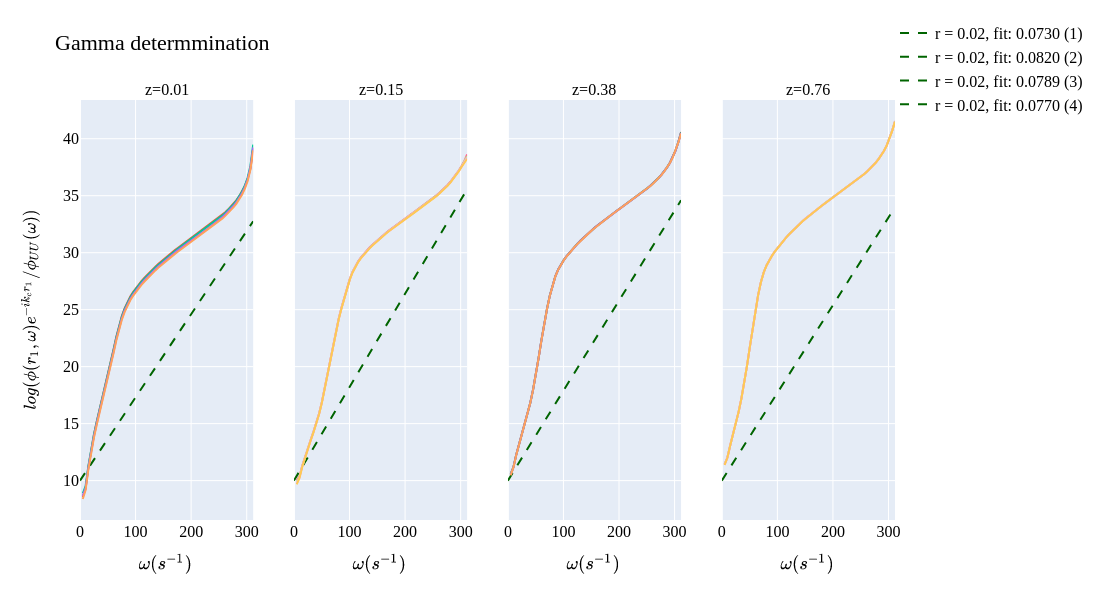 Gamma determmination
r = 0.02, fit: 0.0730 (1)
r = 0.02, fit: 0.0820 (2)
r = 0.02, fit: 0.0789 (3)
r = 0.02, fit: 0.0770 (4)
z=0.01 z=0.15 z=0.38 z=0.76
log(ϕ(r₁, ω)e^{−ik_c r₁}/ϕ_{UU}(ω))
40
35
30
25
20
15
10
0 100 200 300 0 100 200 300 0 100 200 300 0 100 200 300
ω(s⁻¹) ω(s⁻¹) ω(s⁻¹) ω(s⁻¹)